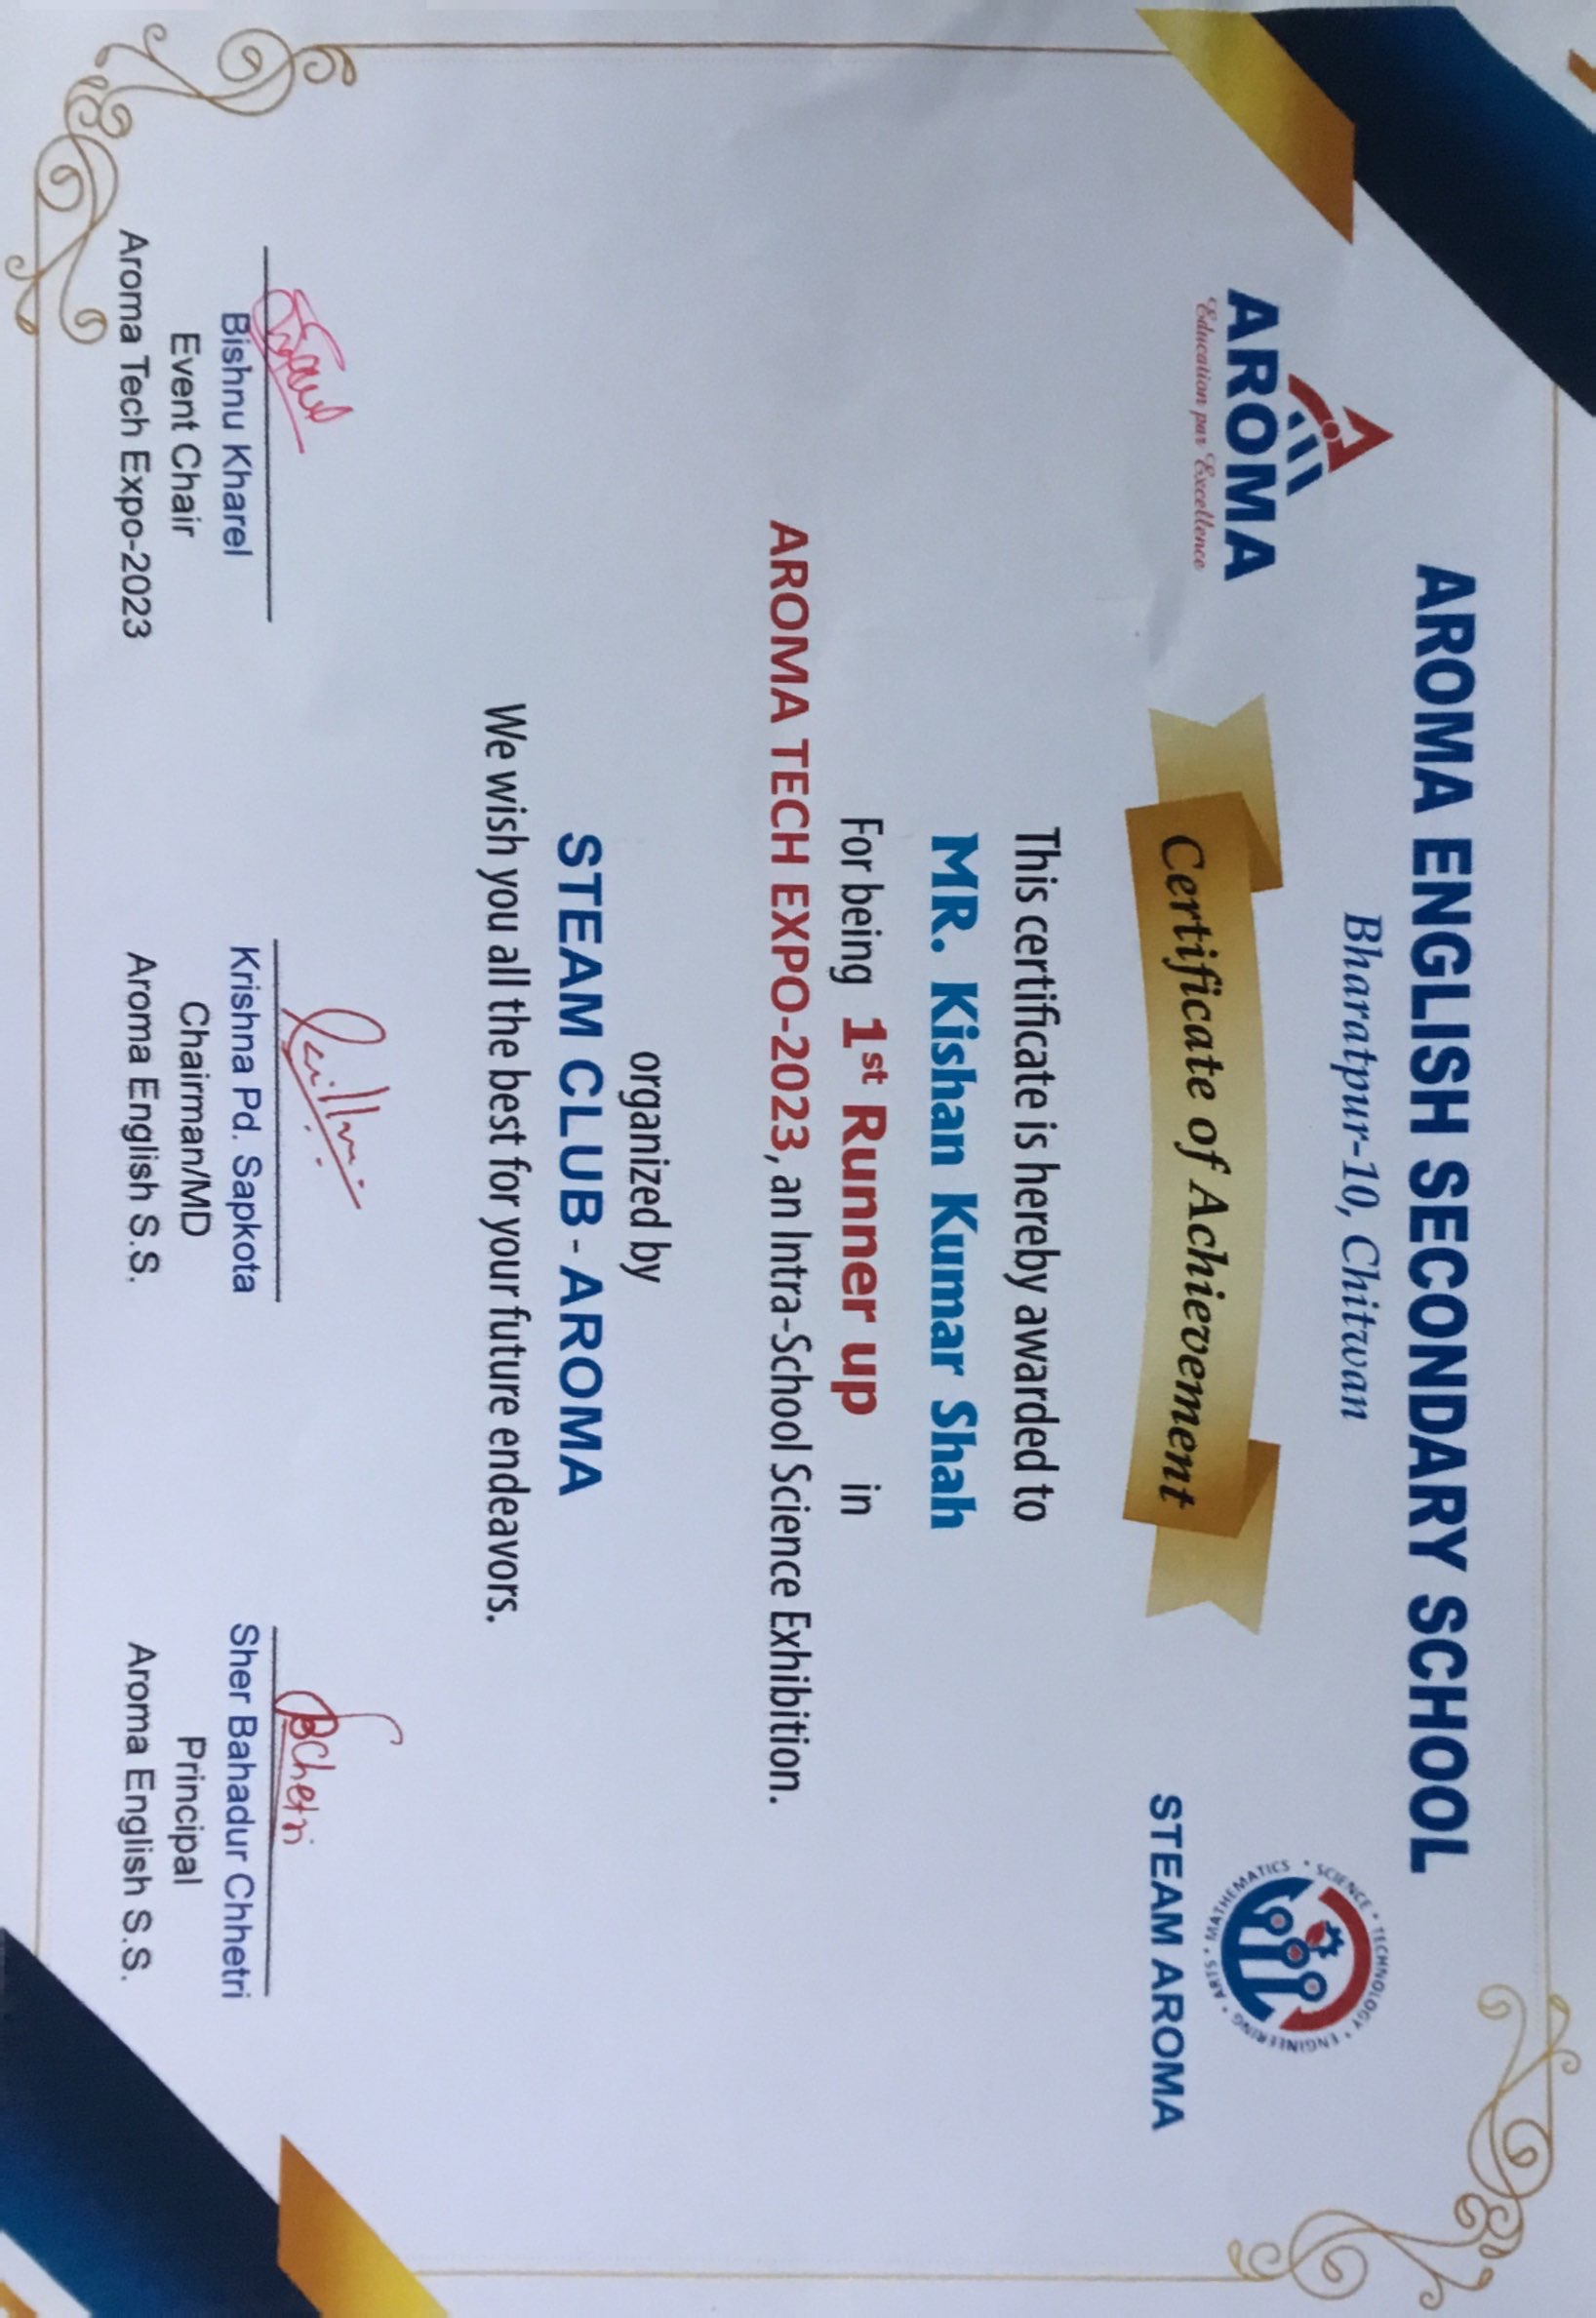 AROMA ENGLISH SECONDARY SCHOOL
Bharatpur-10, Chitwan
AROMA
Education par Excellence
SCIENCE • TECHNOLOGY • ENGINEERING • ARTS • MATHEMATICS •
STEAM AROMA
Certificate of Achievement
This certificate is hereby awarded to
MR. Kishan Kumar Shah
For being 1st Runner up in
AROMA TECH EXPO-2023, an Intra-School Science Exhibition.
organized by
STEAM CLUB - AROMA
We wish you all the best for your future endeavors.
Bishnu Kharel
Event Chair
Aroma Tech Expo-2023
Krishna Pd. Sapkota
Chairman/MD
Aroma English S.S.
SBChetri
Sher Bahadur Chhetri
Principal
Aroma English S.S.